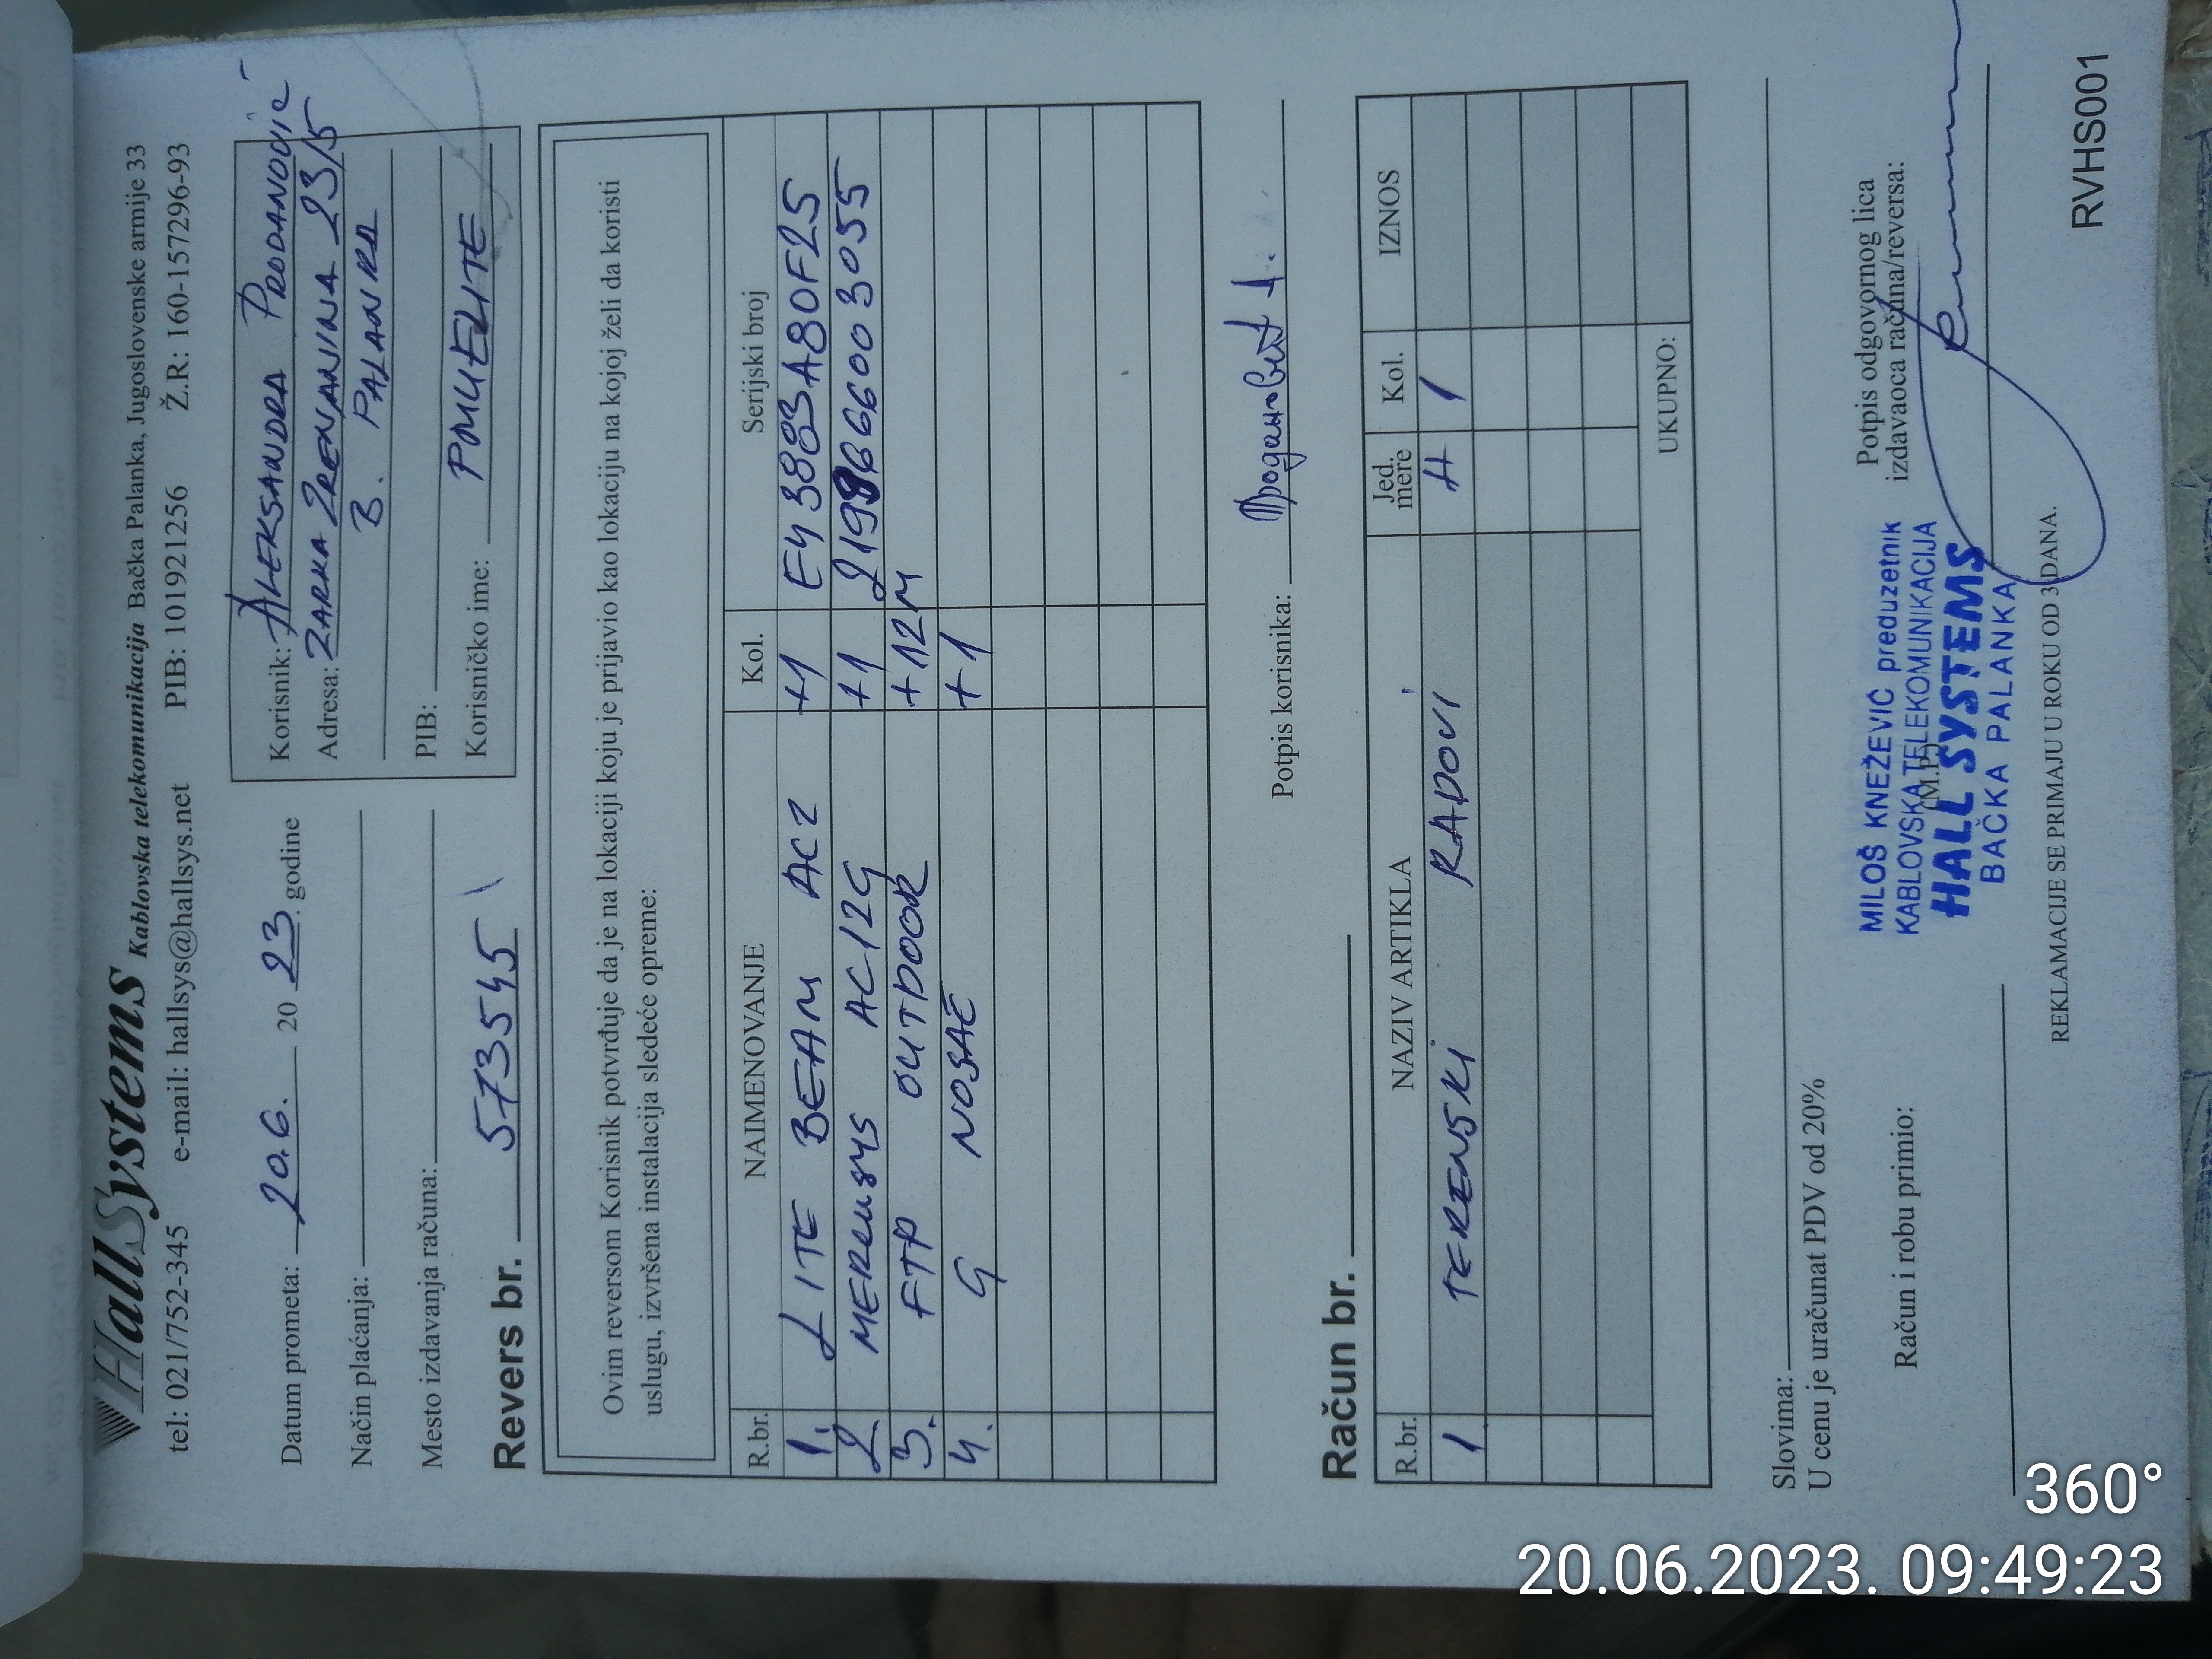 HallSystems Kablovska telekomunikacija Bačka Palanka, Jugoslovenske armije 33
tel: 021/752-345 e-mail: hallsys@hallsys.net PIB: 101921256 Ž.R: 160-157296-93
Datum prometa: 20.6. 20 23. godine
Način plaćanja:
Mesto izdavanja računa:
Korisnik: ALEKSANDRA PRODANOVIĆ
Adresa: ZARKA ZRENJANINA 23/5
B. PALANKA
PIB:
Korisničko ime: PMUELITE
Revers br. 5735545
Ovim reversom Korisnik potvrđuje da je na lokaciji koju je prijavio kao lokaciju na kojoj želi da koristi
uslugu, izvršena instalacija sledeće opreme:
R.br. NAIMENOVANJE Kol. Serijski broj
1. LITE BEAM AC2 +1 E43883A80F25
2. MERCUSYS AC12G +1 2198666003055
3. FTP OUTDOOR +12M
4. G NOSAČ +1
Potpis korisnika: Продановић А.
Račun br.
R.br. NAZIV ARTIKLA Jed. mere Kol. IZNOS
1 TERENSKI RADOVI H 1
UKUPNO:
Slovima:
U cenu je uračunat PDV od 20%
Račun i robu primio:
(M.P.)
MILOŠ KNEŽEVIĆ preduzetnik
KABLOVSKA TELEKOMUNIKACIJA
HALL SYSTEMS
BAČKA PALANKA
Potpis odgovornog lica
izdavaoca računa/reversa:
REKLAMACIJE SE PRIMAJU U ROKU OD 3 DANA.
RVHS001
360°
20.06.2023. 09:49:23